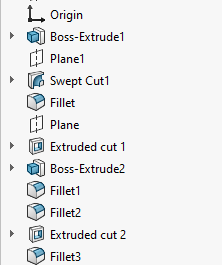 Origin
Boss-Extrude1
Plane1
Swept Cut1
Fillet
Plane
Extruded cut 1
Boss-Extrude2
Fillet1
Fillet2
Extruded cut 2
Fillet3